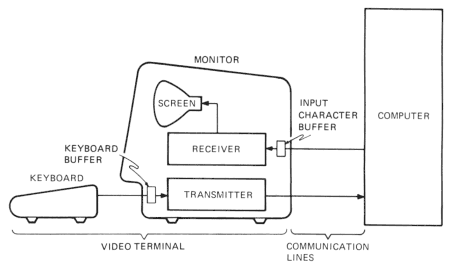 MONITOR
SCREEN
INPUT
CHARACTER
BUFFER
COMPUTER
KEYBOARD
BUFFER
RECEIVER
KEYBOARD
TRANSMITTER
VIDEO TERMINAL
COMMUNICATION
LINES